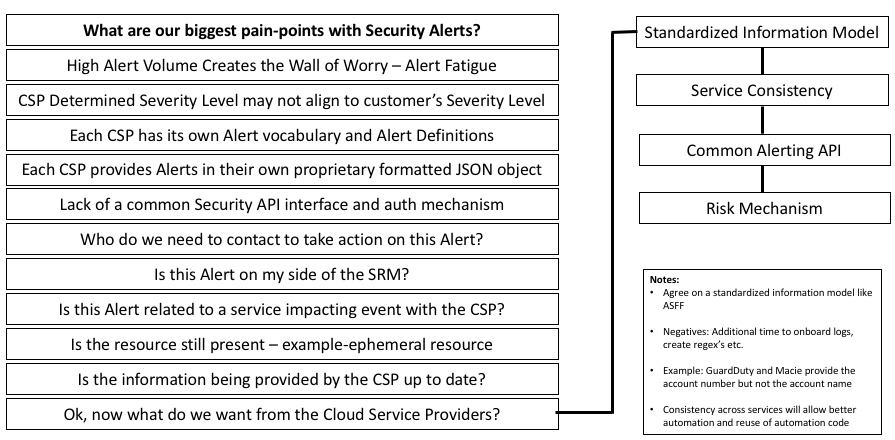 What are our biggest pain-points with Security Alerts?
High Alert Volume Creates the Wall of Worry – Alert Fatigue
CSP Determined Severity Level may not align to customer's Severity Level
Each CSP has its own Alert vocabulary and Alert Definitions
Each CSP provides Alerts in their own proprietary formatted JSON object
Lack of a common Security API interface and auth mechanism
Who do we need to contact to take action on this Alert?
Is this Alert on my side of the SRM?
Is this Alert related to a service impacting event with the CSP?
Is the resource still present – example-ephemeral resource
Is the information being provided by the CSP up to date?
Ok, now what do we want from the Cloud Service Providers?
Standardized Information Model
Service Consistency
Common Alerting API
Risk Mechanism
Notes:
• Agree on a standardized information model like
ASFF
• Negatives: Additional time to onboard logs,
create regex's etc.
• Example: GuardDuty and Macie provide the
account number but not the account name
• Consistency across services will allow better
automation and reuse of automation code